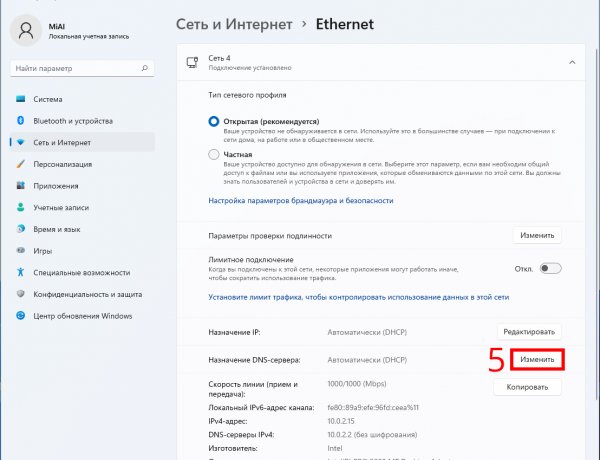 MiAI
Локальная учетная запись
Найти параметр
Система
Bluetooth и устройства
Сеть и Интернет
Персонализация
Приложения
Учетные записи
Время и язык
Игры
Специальные возможности
Конфиденциальность и защита
Центр обновления Windows
Сеть и Интернет › Ethernet
Сеть 4
Подключение установлено
Тип сетевого профиля
Открытая (рекомендуется)
Ваше устройство не обнаруживается в сети. Используйте это в большинстве случаев — при подключении к
сети дома, на работе или в общественном месте.
Частная
Ваше устройство доступно для обнаружения в сети. Выберите этот параметр, если вам необходим общий
доступ к файлам или вы используете приложения, которые обмениваются данными по этой сети. Вы должны
знать пользователей и устройства в сети и доверять им.
Настройка параметров брандмауэра и безопасности
Параметры проверки подлинности Изменить
Лимитное подключение
Когда вы подключены к этой сети, некоторые приложения могут работать иначе,
чтобы сократить использование трафика.
Откл.
Установите лимит трафика, чтобы контролировать использование данных в этой сети
Назначение IP: Автоматически (DHCP) Редактировать
Назначение DNS-сервера: Автоматически (DHCP) 5 Изменить
Скорость линии (прием и 1000/1000 (Mbps) Копировать
передача):
Локальный IPv6-адрес канала: fe80::89a9:efe:96fd:ceea%11
IPv4-адрес: 10.0.2.15
DNS-серверы IPv4: 10.0.2.2 (без шифрования)
Изготовитель: Intel